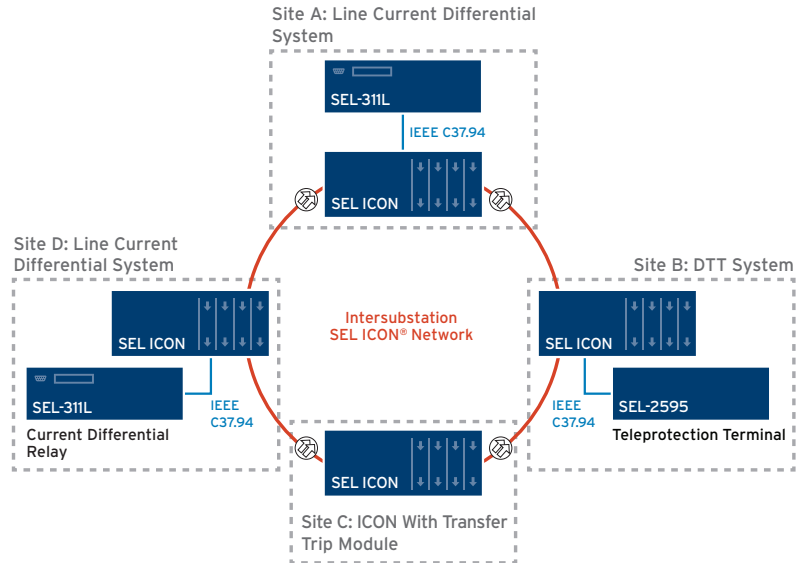 Site A: Line Current Differential
System
SEL-311L
IEEE C37.94
SEL ICON
Site D: Line Current
Differential System
SEL ICON
SEL-311L
IEEE
C37.94
Current Differential
Relay
Intersubstation
SEL ICON® Network
Site B: DTT System
SEL ICON
IEEE
C37.94
SEL-2595
Teleprotection Terminal
SEL ICON
Site C: ICON With Transfer
Trip Module